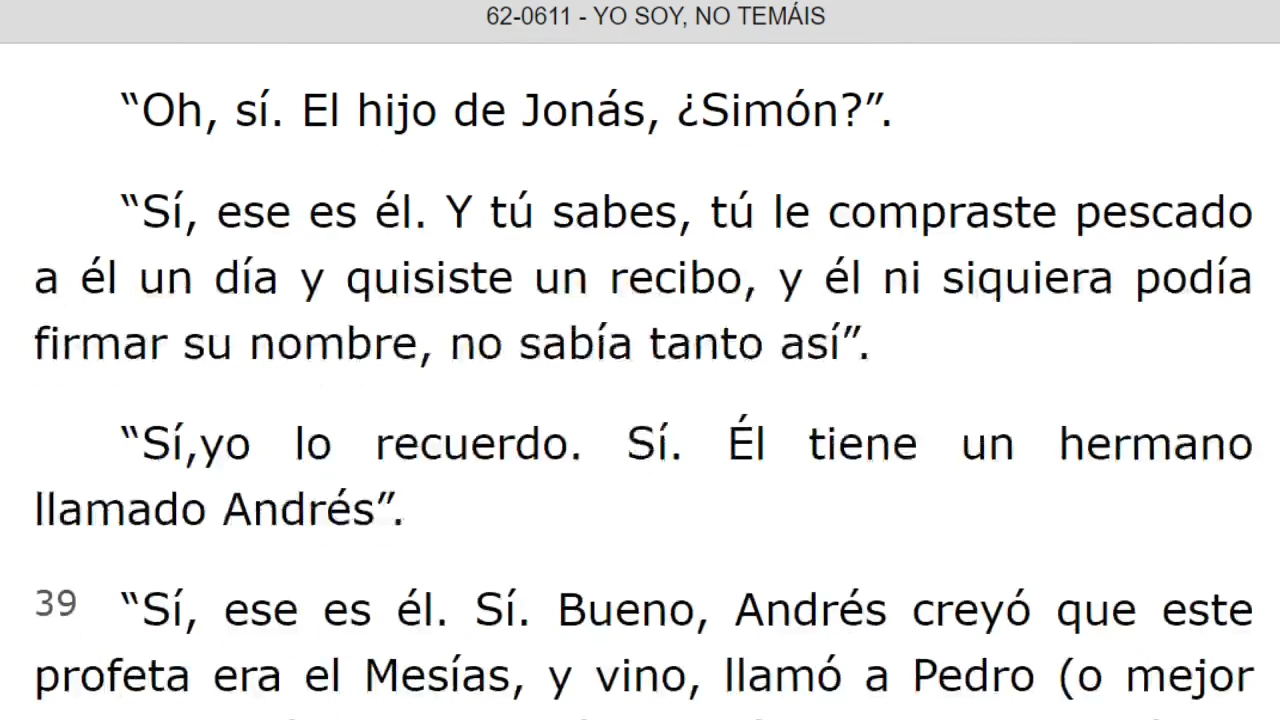 62-0611 - YO SOY, NO TEMÁIS
“Oh, sí. El hijo de Jonás, ¿Simón?”.
“Sí, ese es él. Y tú sabes, tú le compraste pescado
a él un día y quisiste un recibo, y él ni siquiera podía
firmar su nombre, no sabía tanto así”.
“Sí,yo lo recuerdo. Sí. Él tiene un hermano
llamado Andrés”.
39 “Sí, ese es él. Sí. Bueno, Andrés creyó que este
profeta era el Mesías, y vino, llamó a Pedro (o mejor